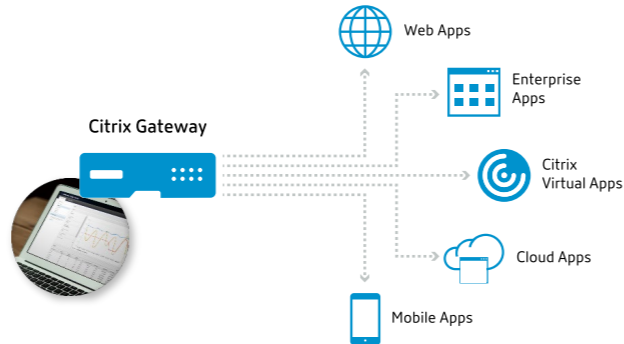 Web Apps
Enterprise
Apps
Citrix Gateway
Citrix
Virtual Apps
Cloud Apps
Mobile Apps